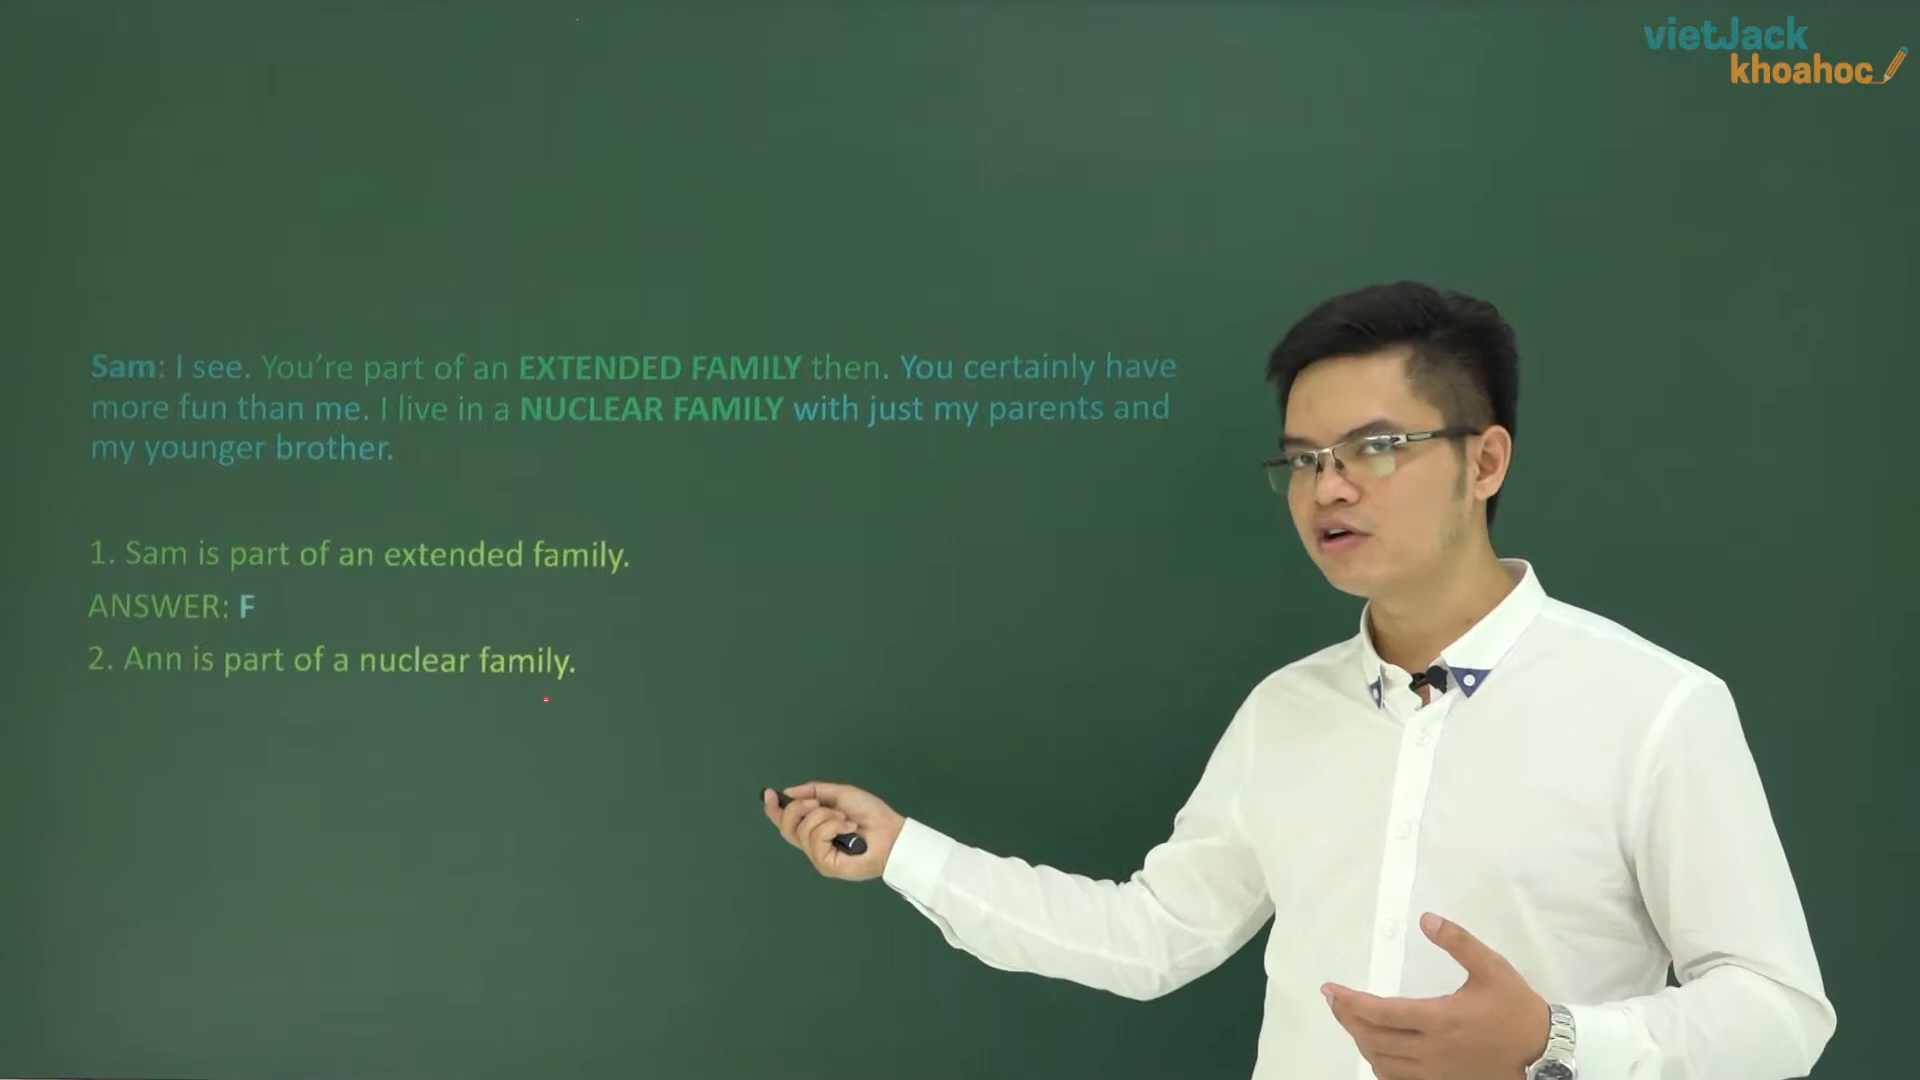 vietJack
khoahoc
Sam: I see. You're part of an EXTENDED FAMILY then. You certainly have
more fun than me. I live in a NUCLEAR FAMILY with just my parents and
my younger brother.
1. Sam is part of an extended family.
ANSWER: F
2. Ann is part of a nuclear family.